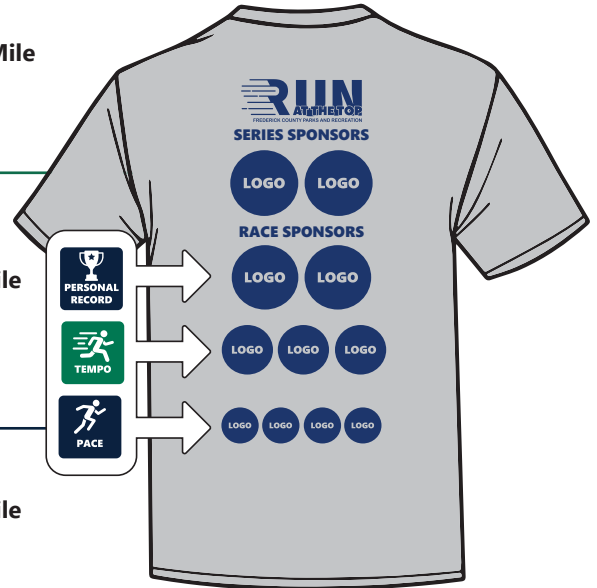 Mile
RUN
AT THE TOP
FREDERICK COUNTY PARKS AND RECREATION
SERIES SPONSORS
LOGO LOGO
RACE SPONSORS
PERSONAL
RECORD
LOGO LOGO
ile
TEMPO
LOGO LOGO LOGO
PACE
LOGO LOGO LOGO LOGO
ile